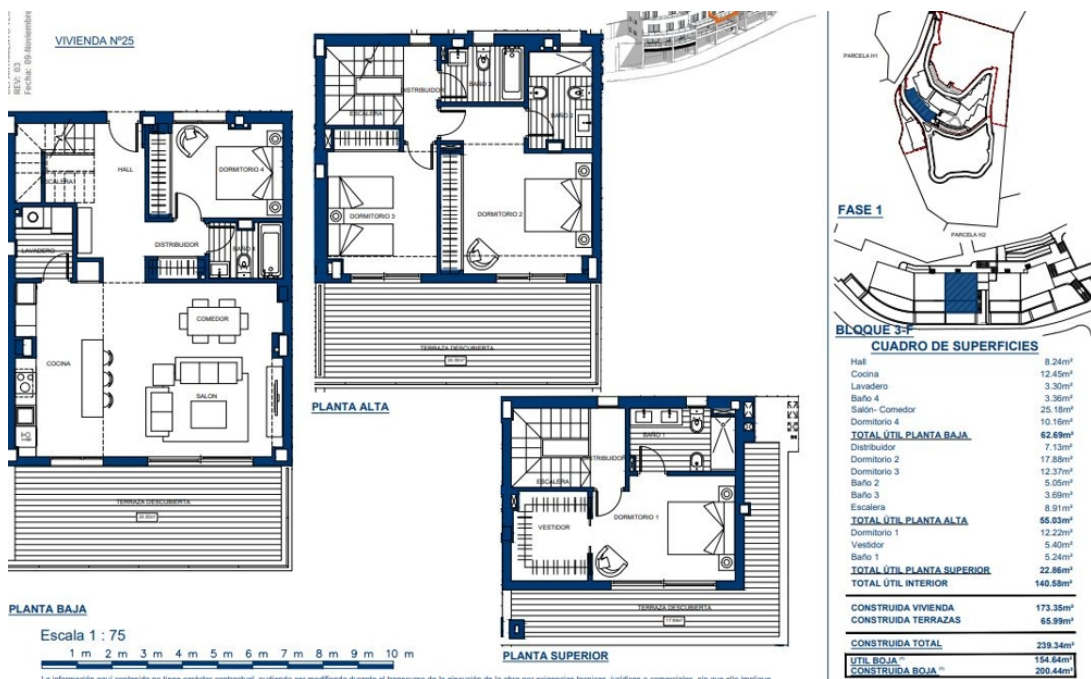 REV: 03
Fecha: 09-Noviembre
VIVIENDA Nº25
HALL
DORMITORIO 4
LAVADERO
DISTRIBUIDOR
BAÑO 4
COMEDOR
COCINA
SALON
TERRAZA DESCUBIERTA
PLANTA BAJA
DISTRIBUIDOR
BAÑO 3
ESCALERA
BAÑO 2
DORMITORIO 3
DORMITORIO 2
TERRAZA DESCUBIERTA
PLANTA ALTA
BAÑO 1
DISTRIBUIDOR
ESCALERA
DORMITORIO 1
VESTIDOR
TERRAZA DESCUBIERTA
PLANTA SUPERIOR
Escala 1 : 75
1 m 2 m 3 m 4 m 5 m 6 m 7 m 8 m 9 m 10 m
PARCELA H1
FASE 1
PARCELA H2
BLOQUE 3-F
CUADRO DE SUPERFICIES
Hall 8.24m²
Cocina 12.45m²
Lavadero 3.30m²
Baño 4 3.36m²
Salón- Comedor 25.18m²
Dormitorio 4 10.16m²
TOTAL ÚTIL PLANTA BAJA 62.69m²
Distribuidor 7.13m²
Dormitorio 2 17.88m²
Dormitorio 3 12.37m²
Baño 2 5.05m²
Baño 3 3.69m²
Escalera 8.91m²
TOTAL ÚTIL PLANTA ALTA 55.03m²
Dormitorio 1 12.22m²
Vestidor 5.40m²
Baño 1 5.24m²
TOTAL ÚTIL PLANTA SUPERIOR 22.86m²
TOTAL ÚTIL INTERIOR 140.58m²
CONSTRUIDA VIVIENDA 173.35m²
CONSTRUIDA TERRAZAS 65.99m²
CONSTRUIDA TOTAL 239.34m²
UTIL BOJA 154.64m²
CONSTRUIDA BOJA 200.44m²